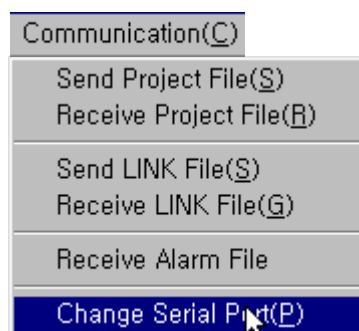 Communication(C)
Send Project File(S)
Receive Project File(R)
Send LINK File(S)
Receive LINK File(G)
Receive Alarm File
Change Serial Port(P)